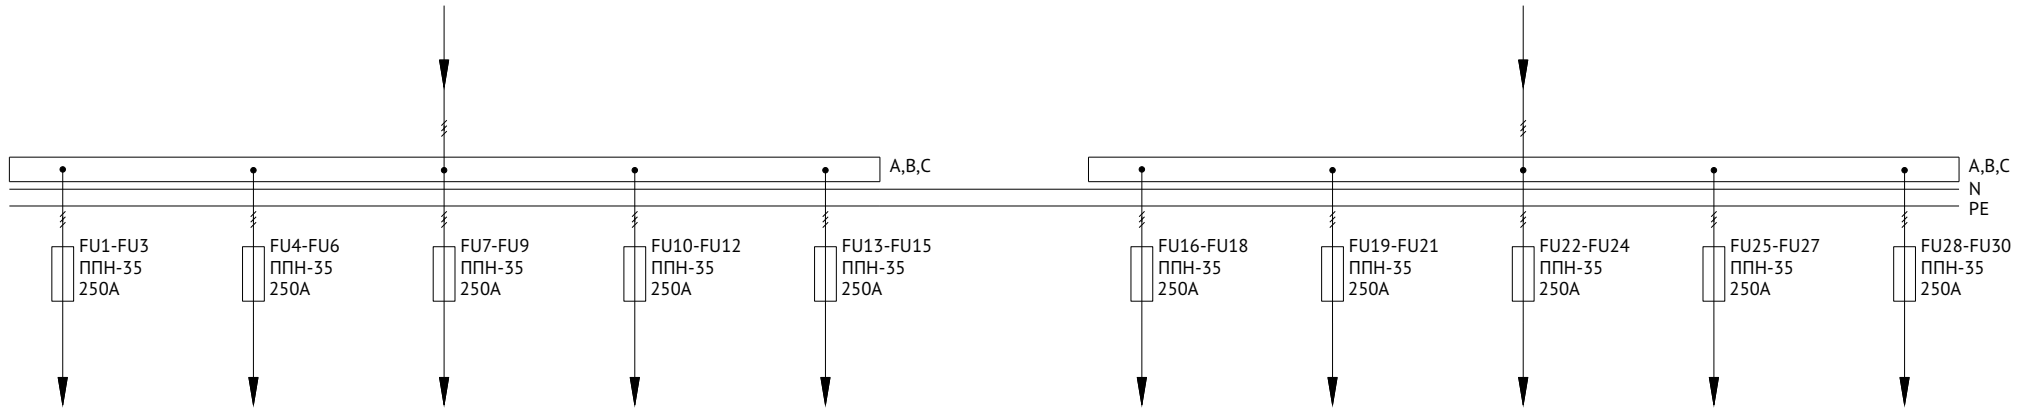 A,B,C
A,B,C
N
PE
FU1-FU3
ППН-35
250А
FU4-FU6
ППН-35
250А
FU7-FU9
ППН-35
250А
FU10-FU12
ППН-35
250А
FU13-FU15
ППН-35
250А
FU16-FU18
ППН-35
250А
FU19-FU21
ППН-35
250А
FU22-FU24
ППН-35
250А
FU25-FU27
ППН-35
250А
FU28-FU30
ППН-35
250А